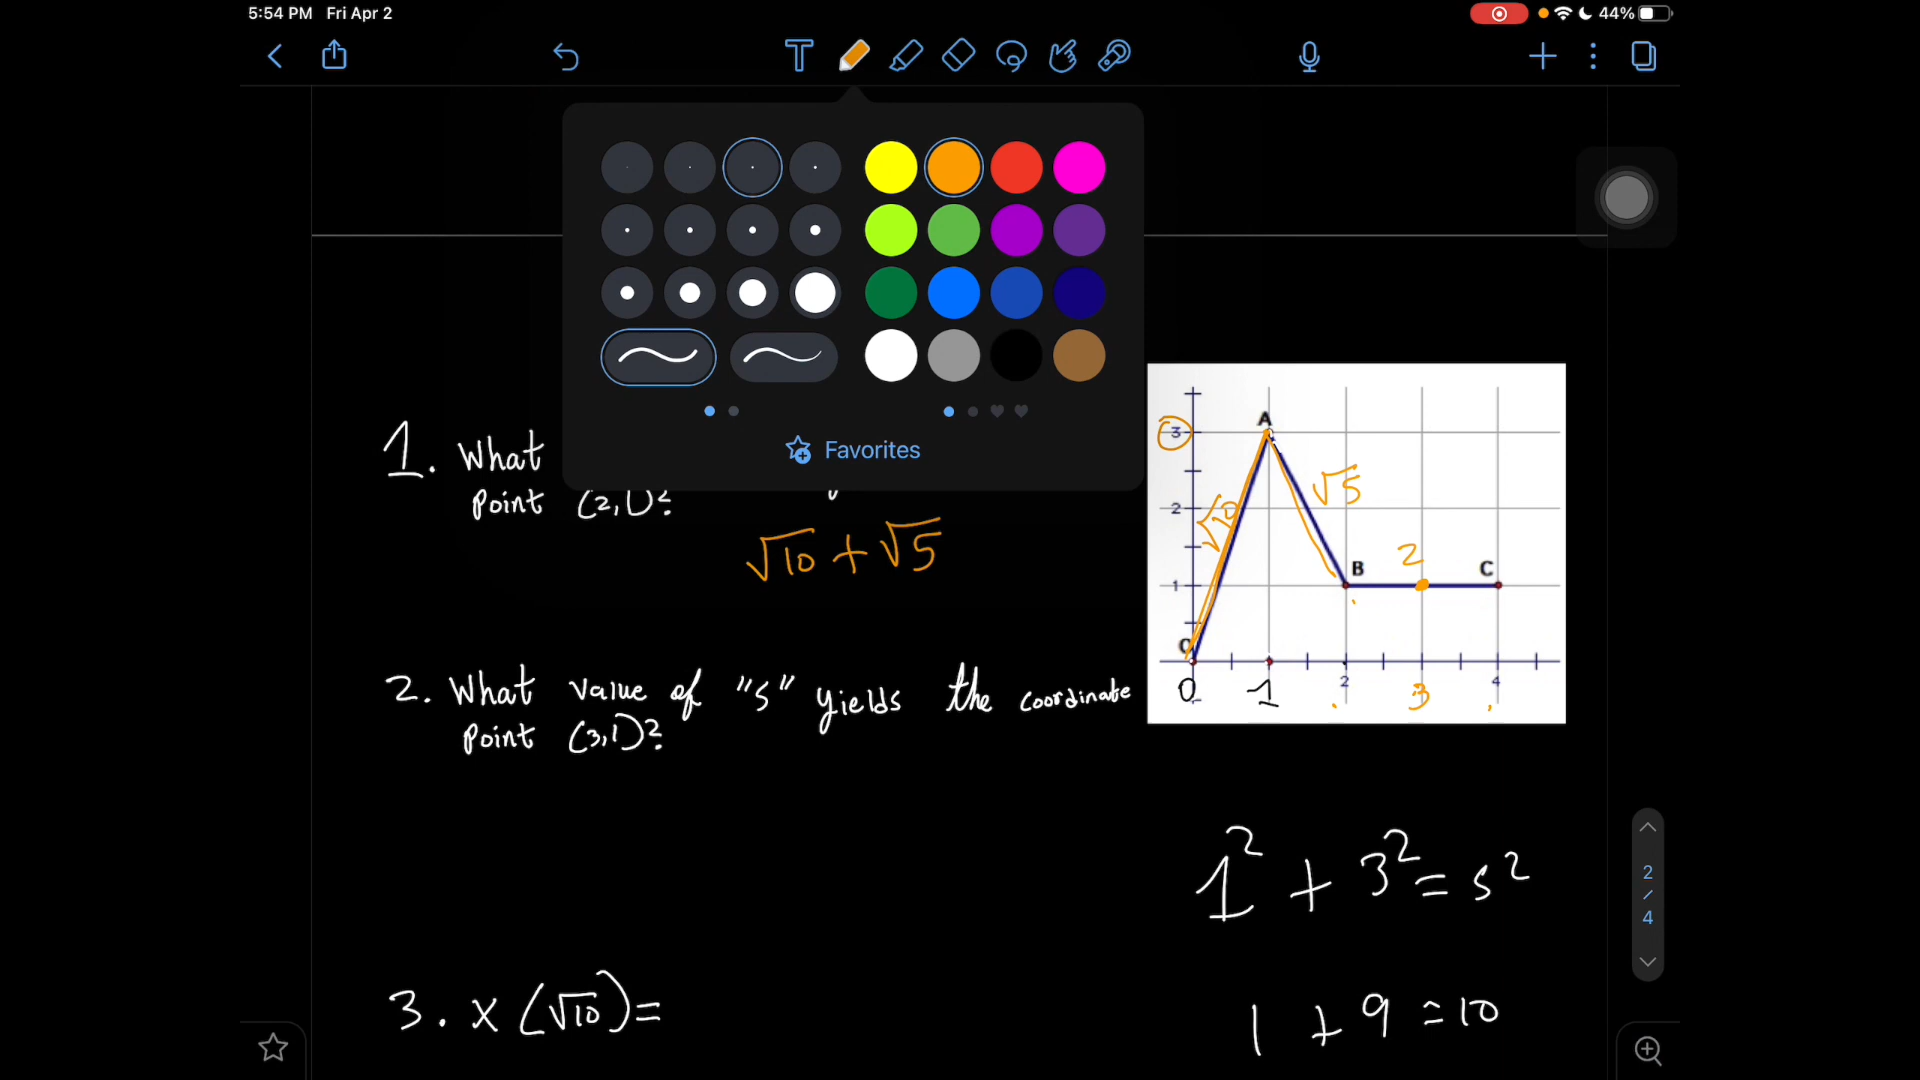 5:54 PM Fri Apr 2
44%
T
Favorites
1. What
Point (2,1)?
√10 + √5
2. What value of "s" yields the coordinate
Point (3,1)?
3. x (√10) =
A
3
√5
√10
2
2
B
C
1
O
0
1
2
3
4
1² + 3² = s²
1 + 9 = 10
2
/
4